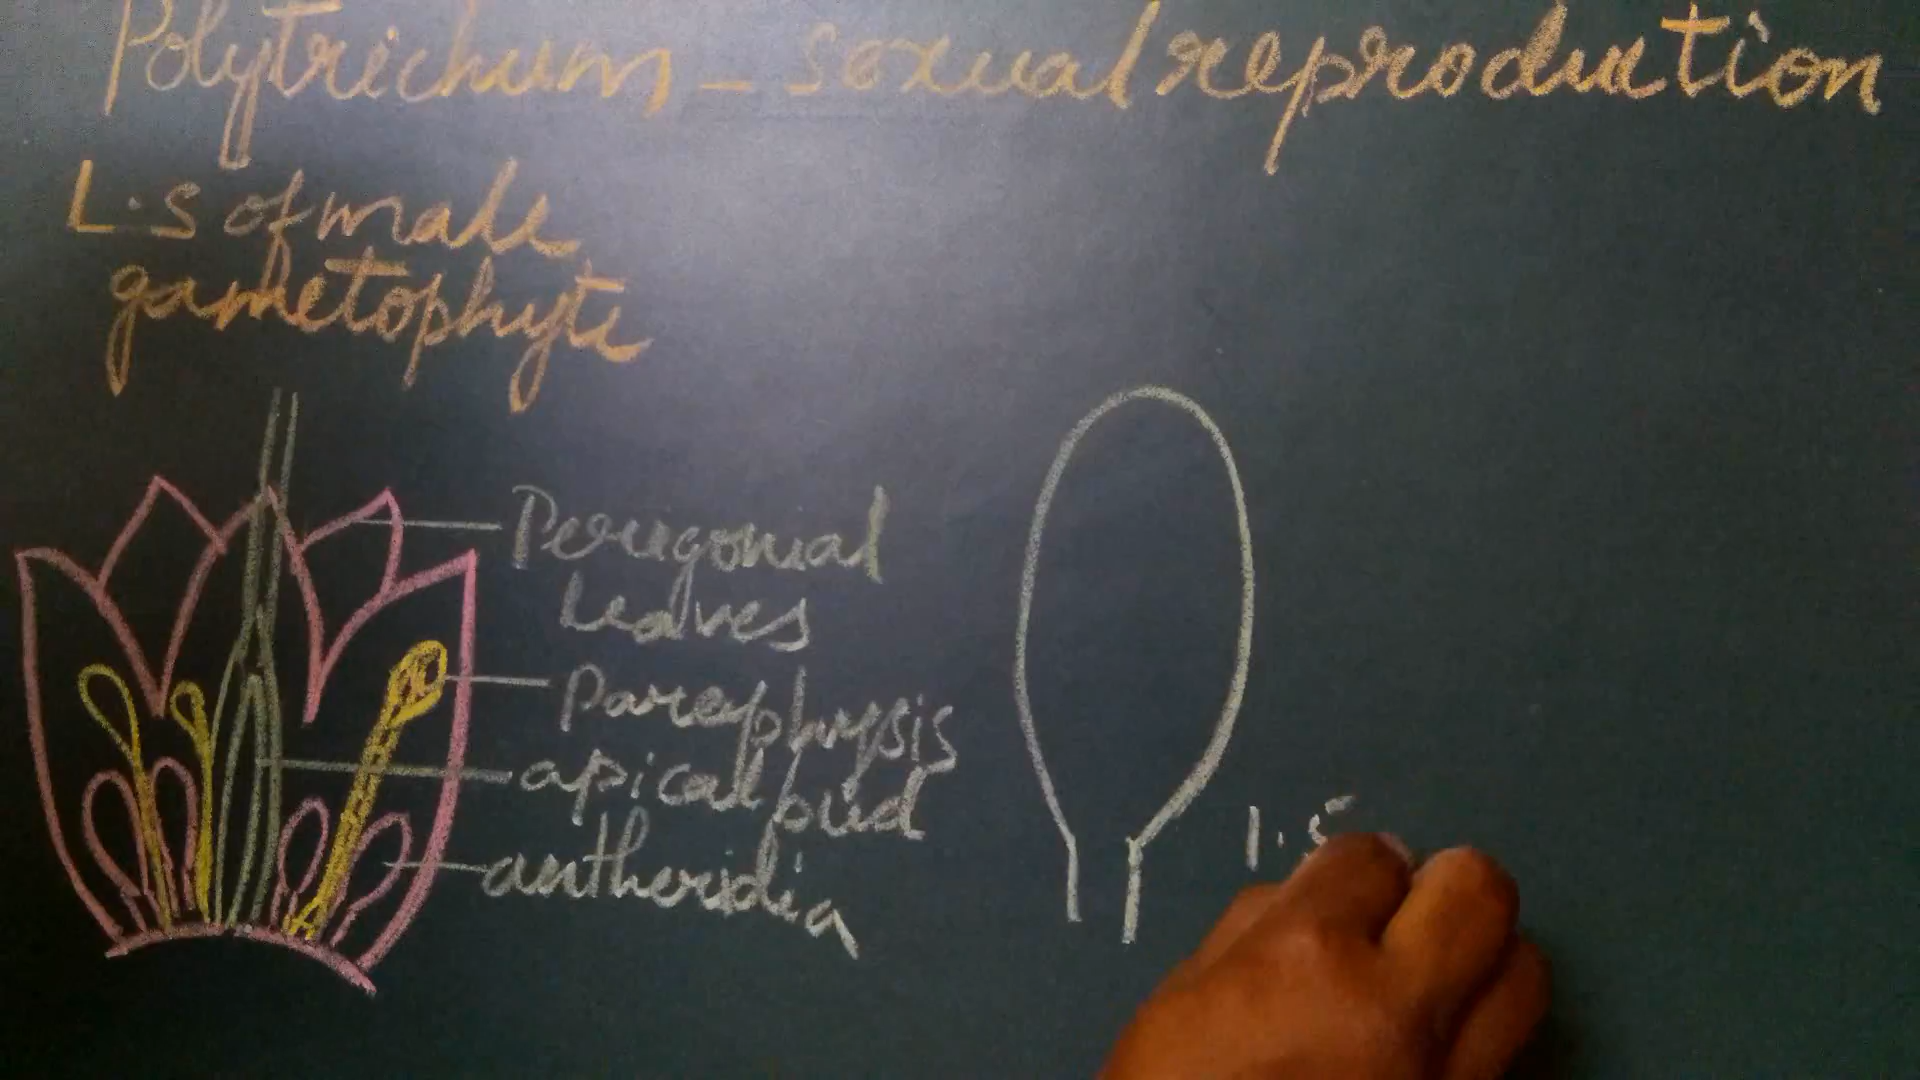 Polytrichum - sexual reproduction
L.S of male
gametophyte
Perigonial
leaves
Paraphysis
apical bud
antheridia
L.S